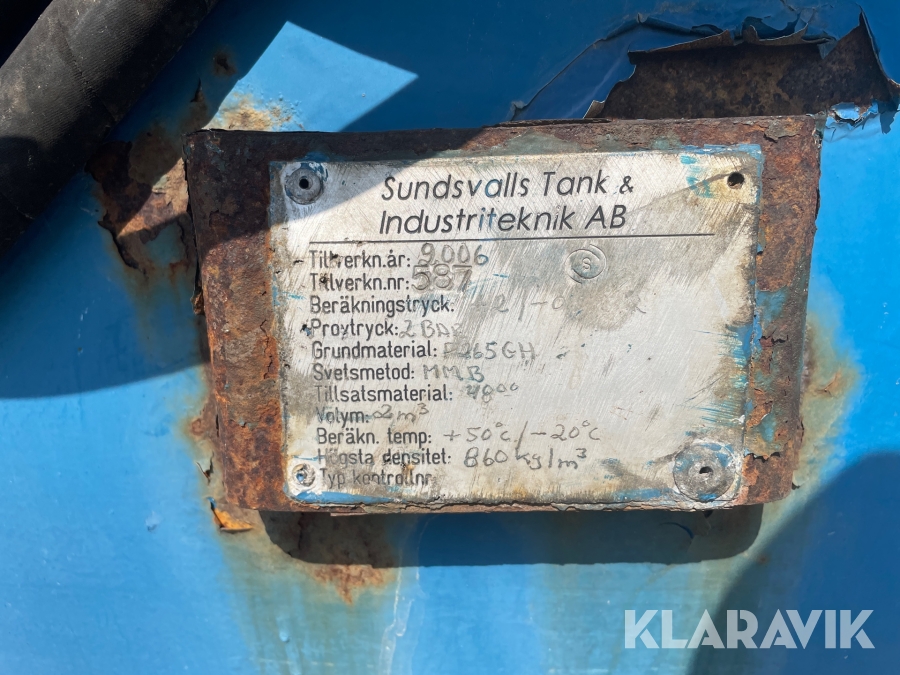 Sundsvalls Tank &
Industriteknik AB
Tillverkn.år: 2006
Tillverkn.nr: 587
Beräkningstryck:
Provtryck: 2 BAR
Grundmaterial: P265GH
Svetsmetod: MMB
Tillsatsmaterial: 4800
Volym: 2 m³
Beräkn. temp: +50°C/-20°C
Högsta densitet: 860 kg/m³
Typ kontrollnr
S
KLARAVIK